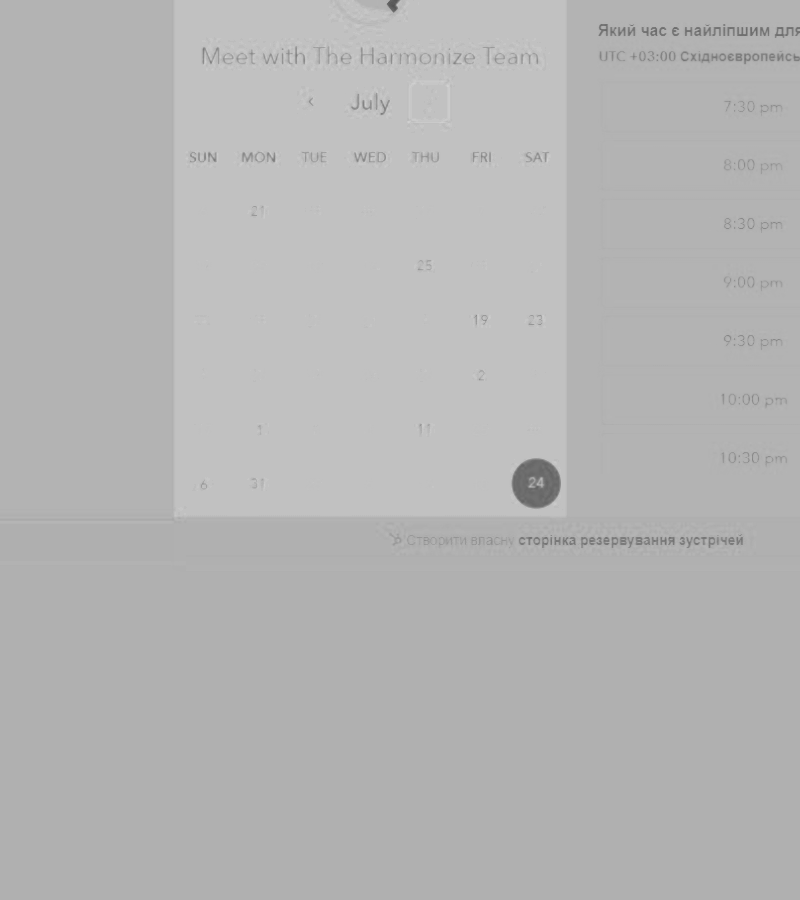 Meet with The Harmonize Team
‹ July
SUN MON TUE WED THU FRI SAT
21
25
19 23
2
1 11
6 31 24
Який час є найліпшим для
UTC +03:00 Східноєвропейсь
7:30 pm
8:00 pm
8:30 pm
9:00 pm
9:30 pm
10:00 pm
10:30 pm
Створити власну сторінка резервування зустрічей